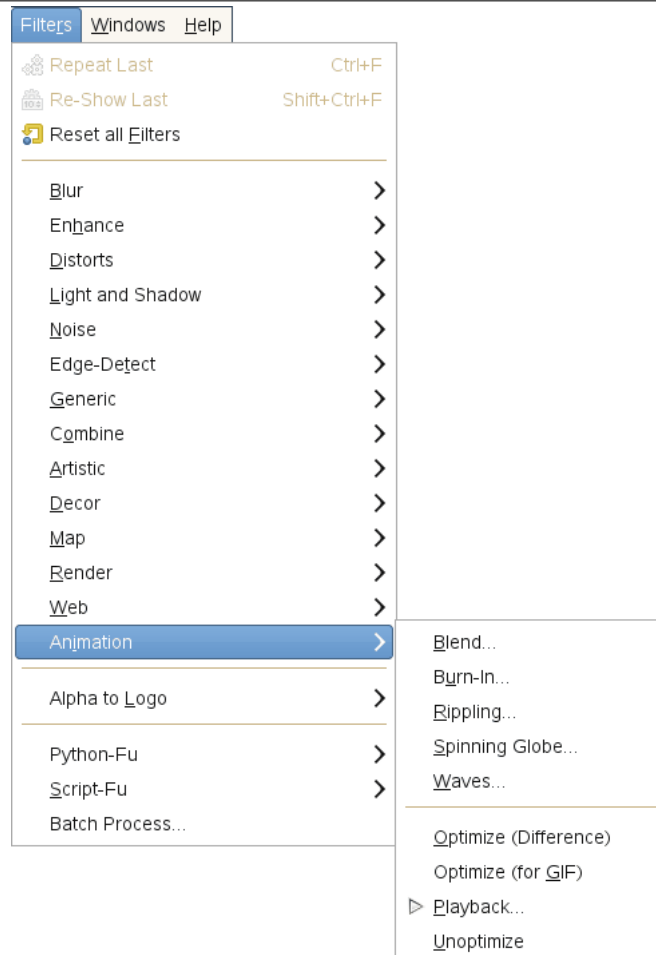 Filters Windows Help
Repeat Last Ctrl+F
Re-Show Last Shift+Ctrl+F
Reset all Filters
Blur
Enhance
Distorts
Light and Shadow
Noise
Edge-Detect
Generic
Combine
Artistic
Decor
Map
Render
Web
Animation
Alpha to Logo
Python-Fu
Script-Fu
Batch Process...
Blend...
Burn-In...
Rippling...
Spinning Globe...
Waves...
Optimize (Difference)
Optimize (for GIF)
Playback...
Unoptimize